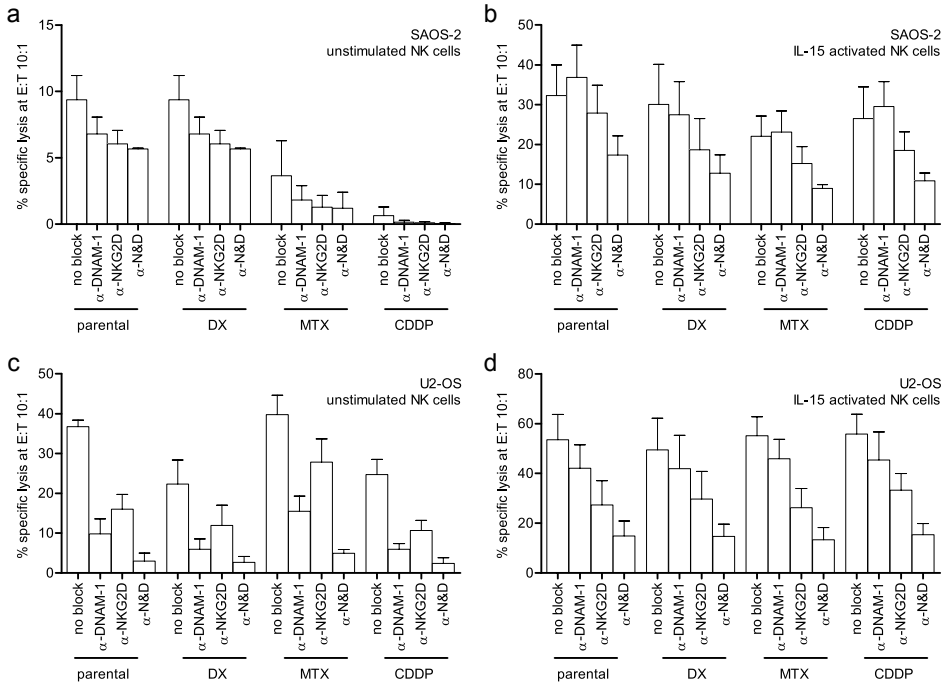 a
SAOS-2
unstimulated NK cells
% specific lysis at E:T 10:1
15
10
5
0
no block
α-DNAM-1
α-NKG2D
α-N&D
no block
α-DNAM-1
α-NKG2D
α-N&D
no block
α-DNAM-1
α-NKG2D
α-N&D
no block
α-DNAM-1
α-NKG2D
α-N&D
parental
DX
MTX
CDDP
b
SAOS-2
IL-15 activated NK cells
% specific lysis at E:T 10:1
50
40
30
20
10
0
no block
α-DNAM-1
α-NKG2D
α-N&D
no block
α-DNAM-1
α-NKG2D
α-N&D
no block
α-DNAM-1
α-NKG2D
α-N&D
no block
α-DNAM-1
α-NKG2D
α-N&D
parental
DX
MTX
CDDP
c
U2-OS
unstimulated NK cells
% specific lysis at E:T 10:1
50
40
30
20
10
0
no block
α-DNAM-1
α-NKG2D
α-N&D
no block
α-DNAM-1
α-NKG2D
α-N&D
no block
α-DNAM-1
α-NKG2D
α-N&D
no block
α-DNAM-1
α-NKG2D
α-N&D
parental
DX
MTX
CDDP
d
U2-OS
IL-15 activated NK cells
% specific lysis at E:T 10:1
80
60
40
20
0
no block
α-DNAM-1
α-NKG2D
α-N&D
no block
α-DNAM-1
α-NKG2D
α-N&D
no block
α-DNAM-1
α-NKG2D
α-N&D
no block
α-DNAM-1
α-NKG2D
α-N&D
parental
DX
MTX
CDDP